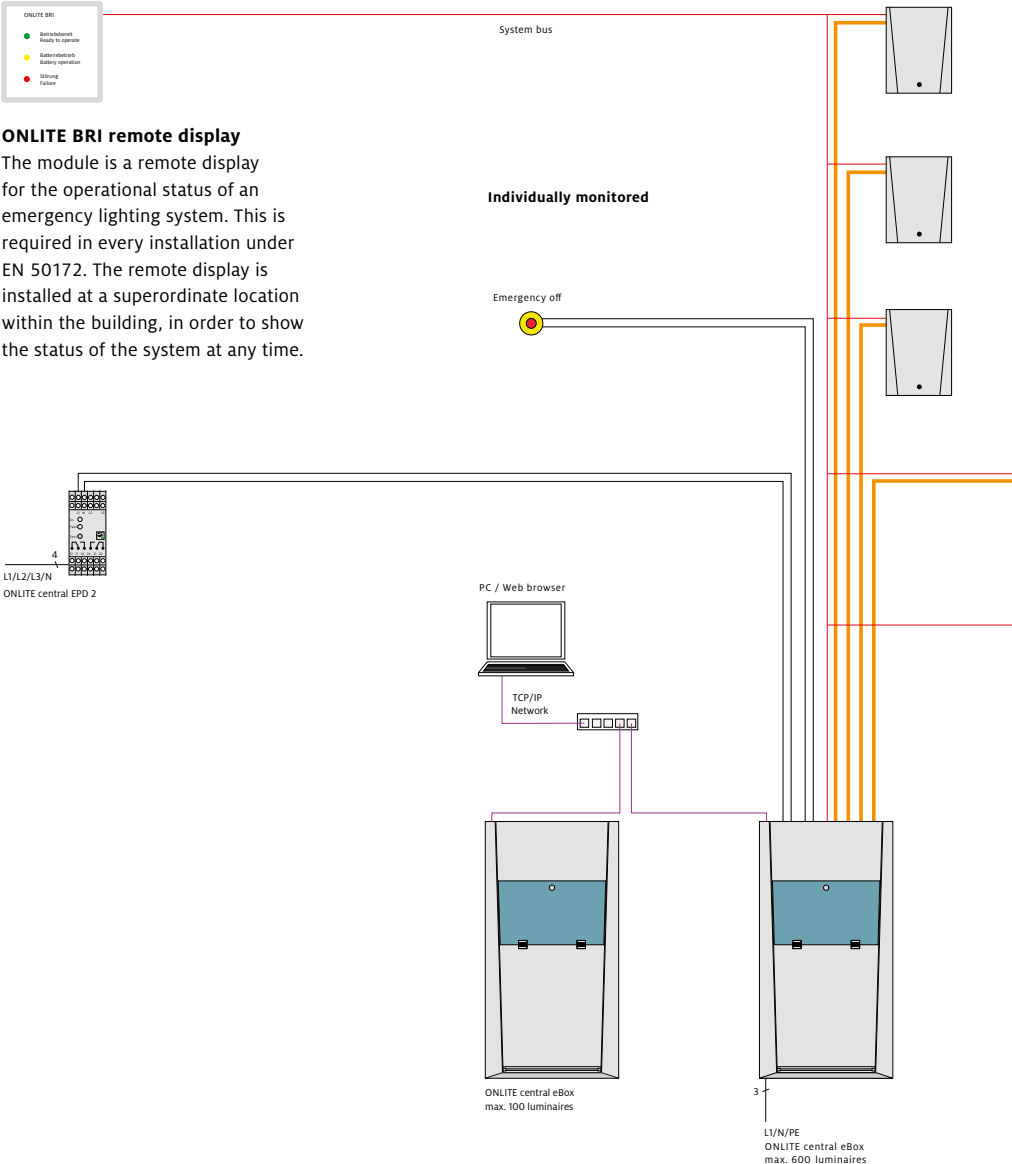 ONLITE BRI
Betriebsbereit
Ready to operate
Batteriebetrieb
Battery operation
Störung
Failure
System bus
ONLITE BRI remote display
The module is a remote display
for the operational status of an
emergency lighting system. This is
required in every installation under
EN 50172. The remote display is
installed at a superordinate location
within the building, in order to show
the status of the system at any time.
Individually monitored
Emergency off
4
L1/L2/L3/N
ONLITE central EPD 2
PC / Web browser
TCP/IP
Network
ONLITE central eBox
max. 100 luminaires
3
L1/N/PE
ONLITE central eBox
max. 600 luminaires